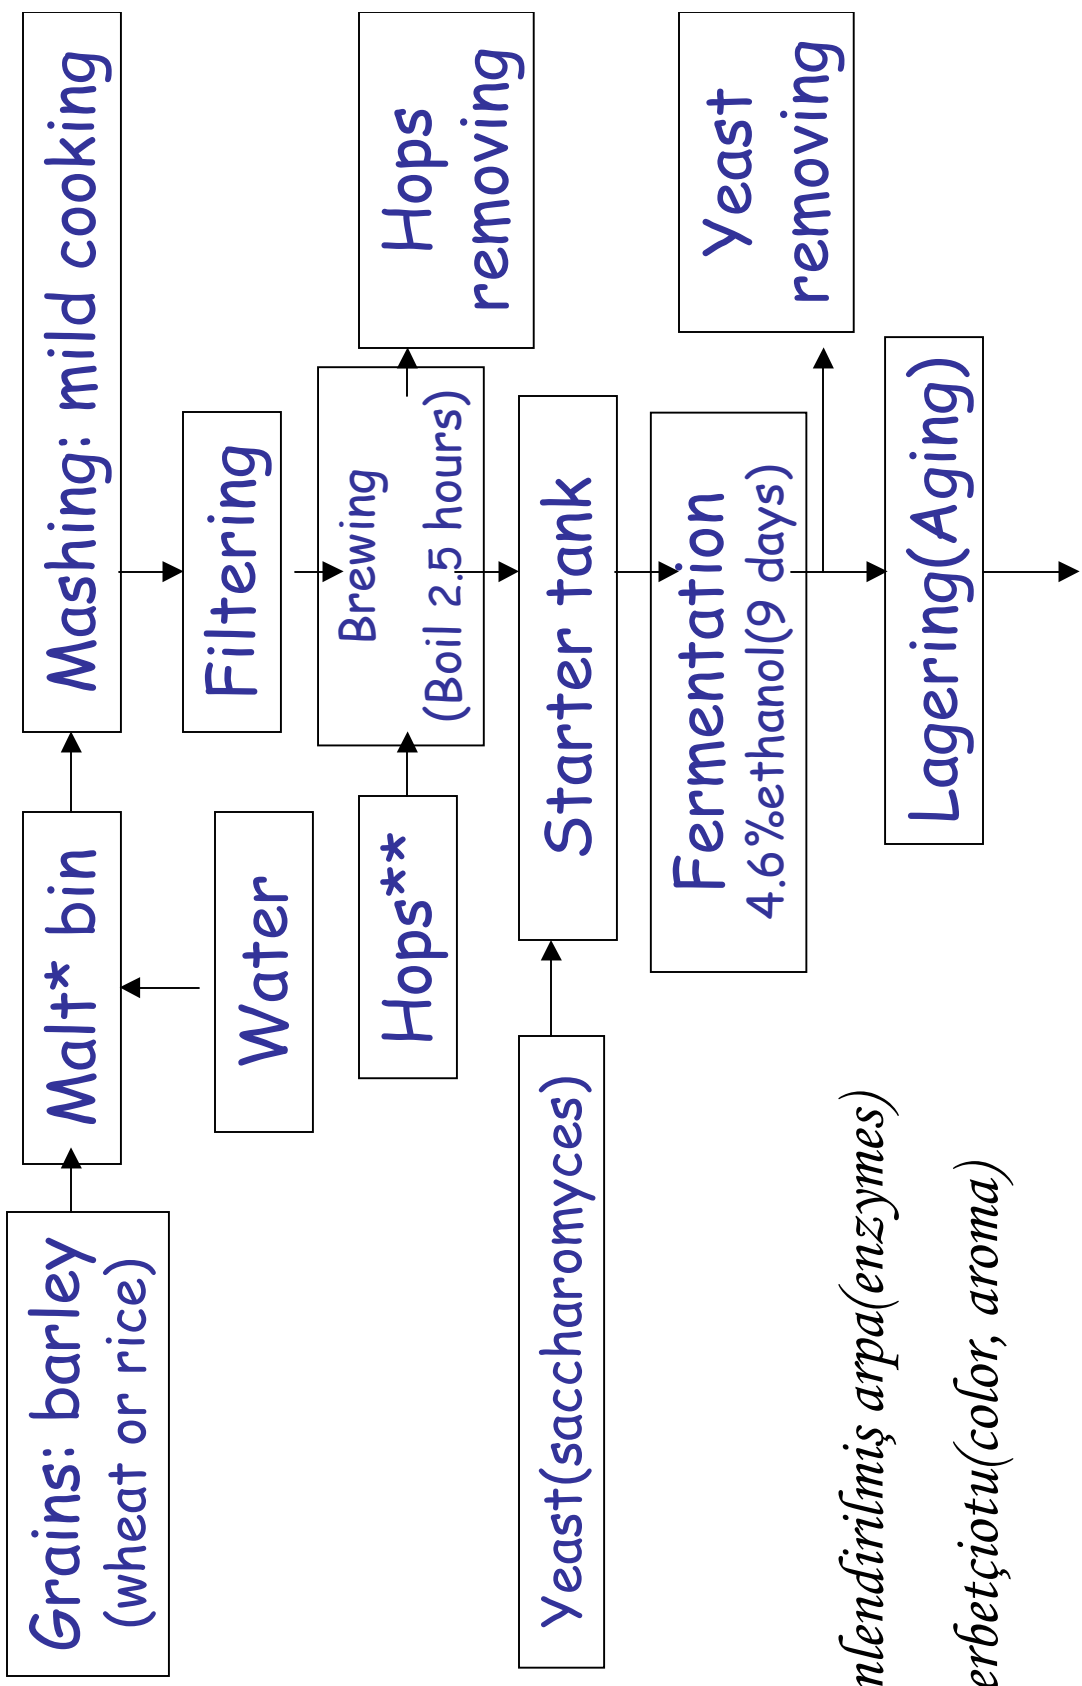 Grains: barley
(wheat or rice)
Malt* bin
Mashing: mild cooking
Water
Filtering
Hops**
Brewing
(Boil 2.5 hours)
Hops
removing
Yeast(saccharomyces)
Starter tank
Fermentation
4.6%ethanol(9 days)
Yeast
removing
Lagering(Aging)
mlendirilmiş arpa(enzymes)
erbetçiotu(color, aroma)